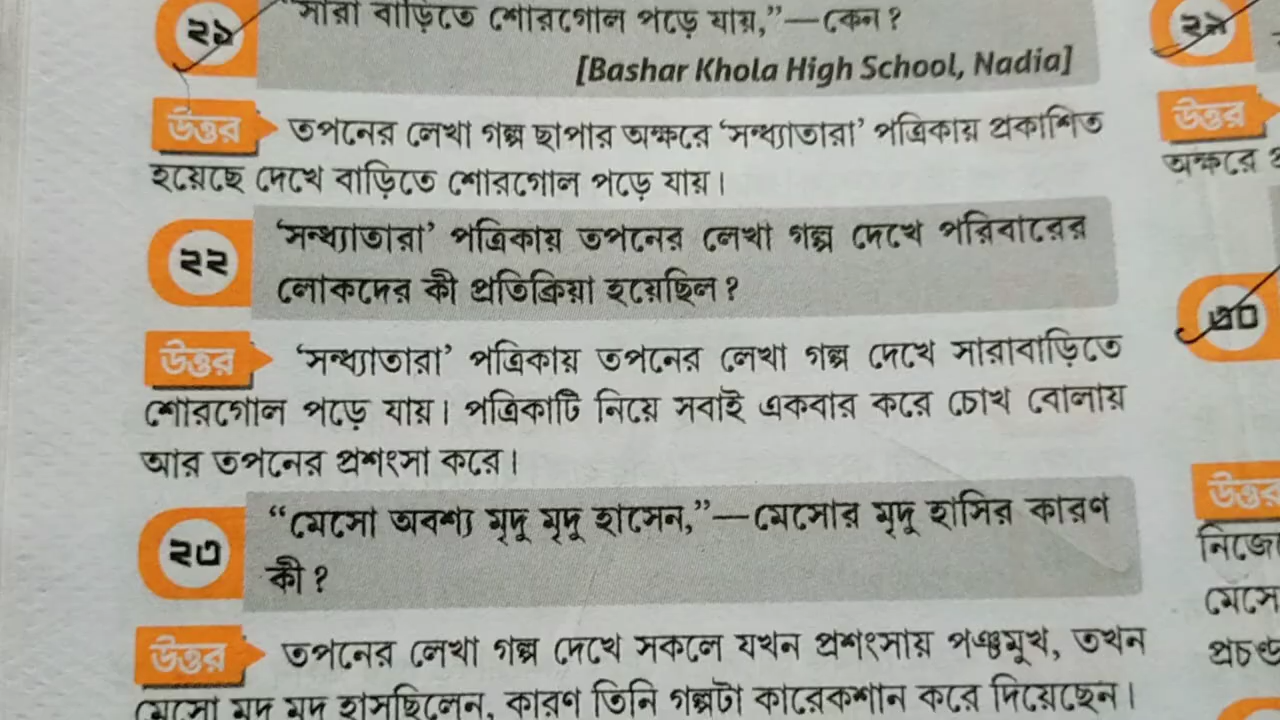 ২১ "সারা বাড়িতে শোরগোল পড়ে যায়,"—কেন?
[Bashar Khola High School, Nadia]
উত্তর তপনের লেখা গল্প ছাপার অক্ষরে 'সন্ধ্যাতারা' পত্রিকায় প্রকাশিত
হয়েছে দেখে বাড়িতে শোরগোল পড়ে যায়।
২২ 'সন্ধ্যাতারা' পত্রিকায় তপনের লেখা গল্প দেখে পরিবারের
লোকদের কী প্রতিক্রিয়া হয়েছিল?
উত্তর 'সন্ধ্যাতারা' পত্রিকায় তপনের লেখা গল্প দেখে সারাবাড়িতে
শোরগোল পড়ে যায়। পত্রিকাটি নিয়ে সবাই একবার করে চোখ বোলায়
আর তপনের প্রশংসা করে।
২৩ "মেসো অবশ্য মৃদু মৃদু হাসেন,"—মেসোর মৃদু হাসির কারণ
কী?
উত্তর তপনের লেখা গল্প দেখে সকলে যখন প্রশংসায় পঞ্চমুখ, তখন
মেসো মৃদু মৃদু হাসছিলেন, কারণ তিনি গল্পটা কারেকশান করে দিয়েছেন।
২৯
উত্তর
অক্ষরে
৩০
উত্তর
নিজে
মেসো
প্রচণ্ড